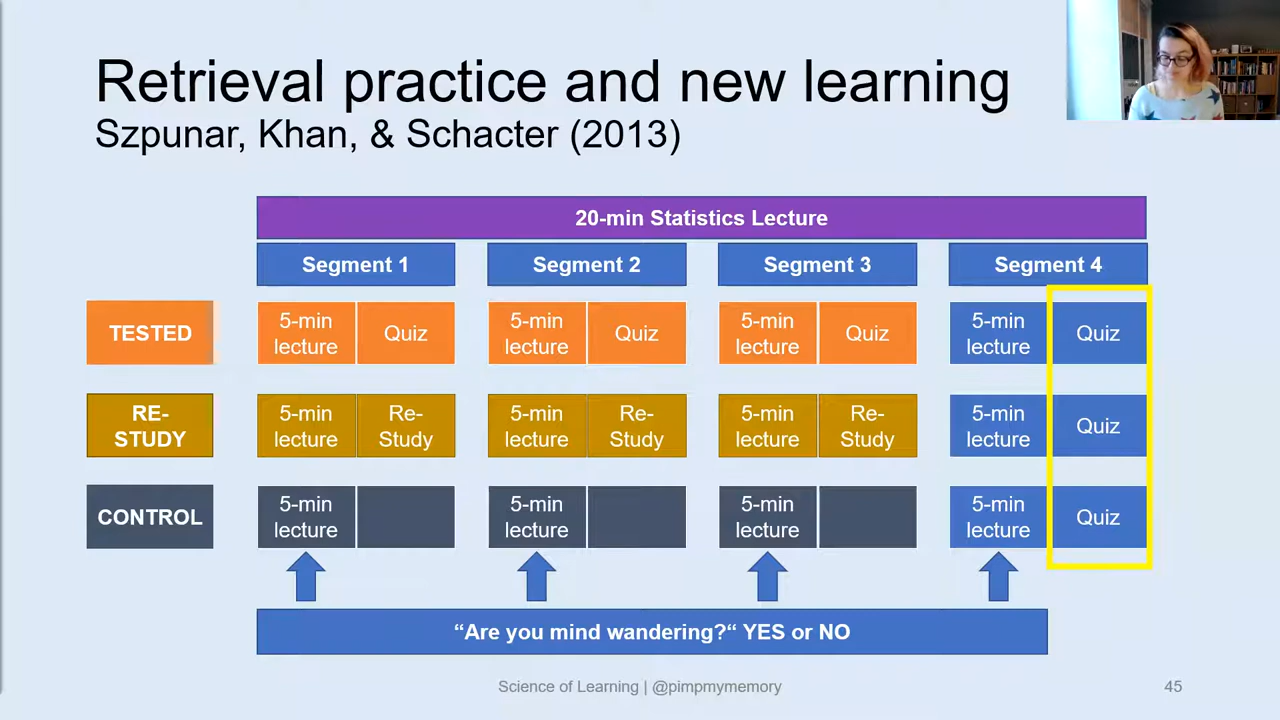 Retrieval practice and new learning
Szpunar, Khan, & Schacter (2013)
20-min Statistics Lecture
Segment 1
Segment 2
Segment 3
Segment 4
TESTED
5-min
lecture
Quiz
5-min
lecture
Quiz
5-min
lecture
Quiz
5-min
lecture
Quiz
RE-
STUDY
5-min
lecture
Re-
Study
5-min
lecture
Re-
Study
5-min
lecture
Re-
Study
5-min
lecture
Quiz
CONTROL
5-min
lecture
5-min
lecture
5-min
lecture
5-min
lecture
Quiz
“Are you mind wandering?“ YES or NO
Science of Learning | @pimpmymemory
45